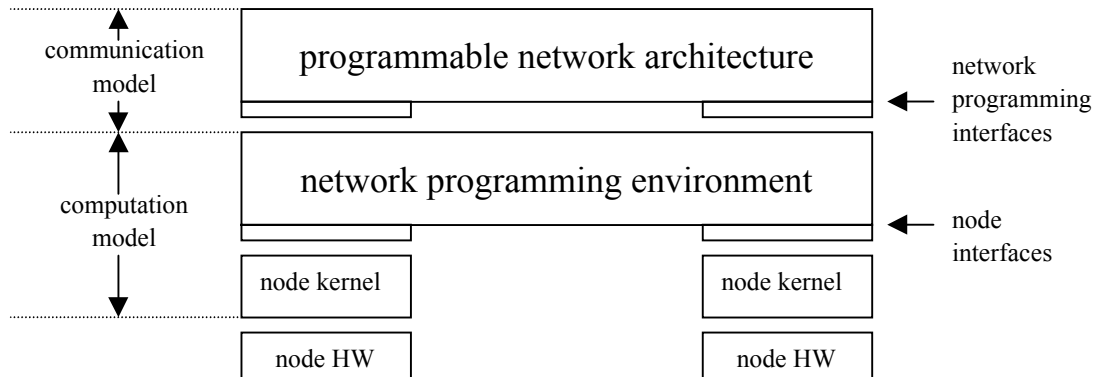 communication
model
programmable network architecture
network
programming
interfaces
network programming environment
computation
model
node
interfaces
node kernel
node kernel
node HW
node HW